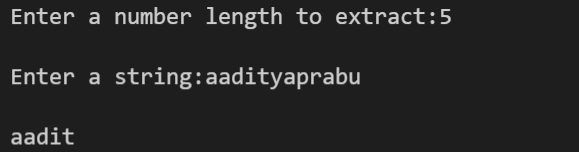 Enter a number length to extract:5
Enter a string:aadityaprabu
aadit